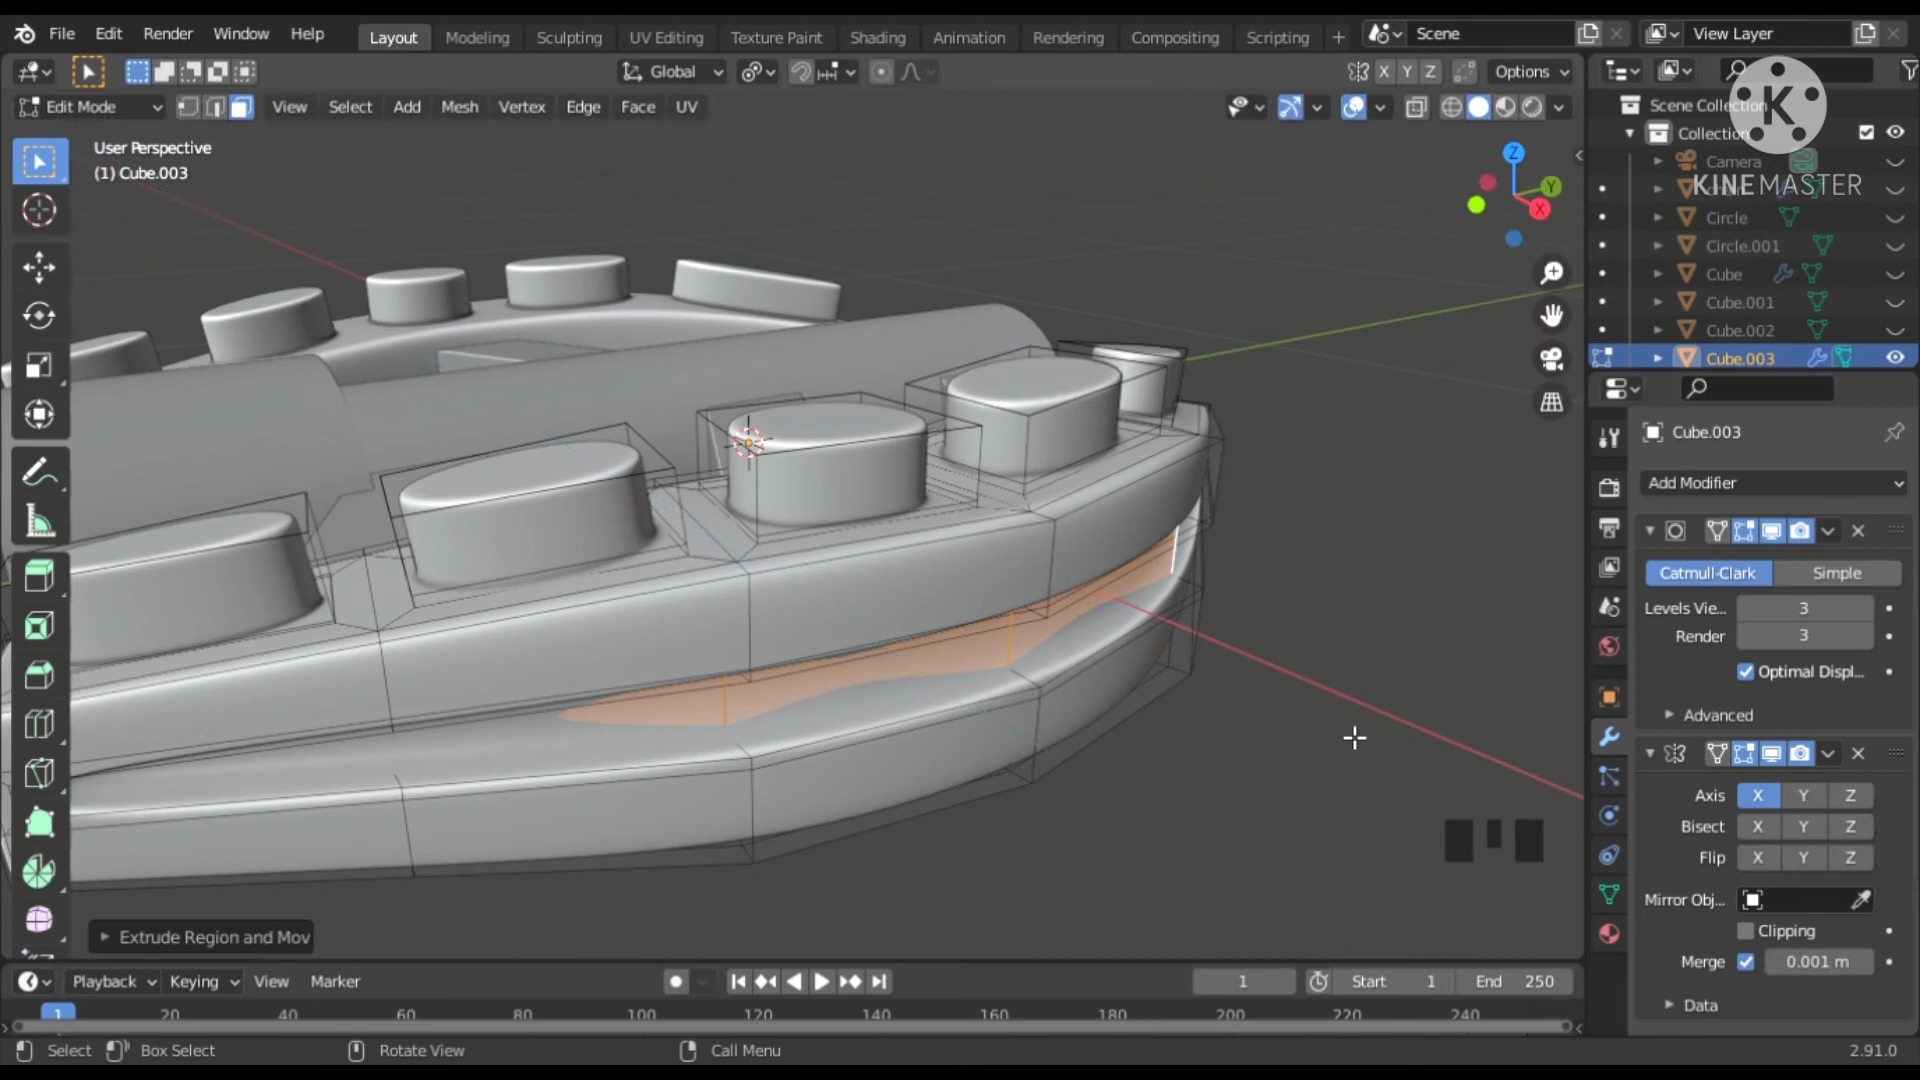 File Edit Render Window Help Layout Modeling Sculpting UV Editing Texture Paint Shading Animation Rendering Compositing Scripting + Scene View Layer
Global X Y Z Options
Edit Mode View Select Add Mesh Vertex Edge Face UV
User Perspective
(1) Cube.003
Z
Y
X
Scene Collection
Collection
K
Camera
KINEMASTER
Circle
Circle.001
Cube
Cube.001
Cube.002
Cube.003
Cube.003
Add Modifier
Catmull-Clark Simple
Levels Vie... 3
Render 3
Optimal Displ...
Advanced
Axis X Y Z
Bisect X Y Z
Flip X Y Z
Mirror Obj...
Clipping
Merge 0.001 m
Data
Extrude Region and Mov
Playback Keying View Marker 1 Start 1 End 250
1 20 40 60 80 100 120 140 160 180 200 220 240
Select Box Select Rotate View Call Menu 2.91.0